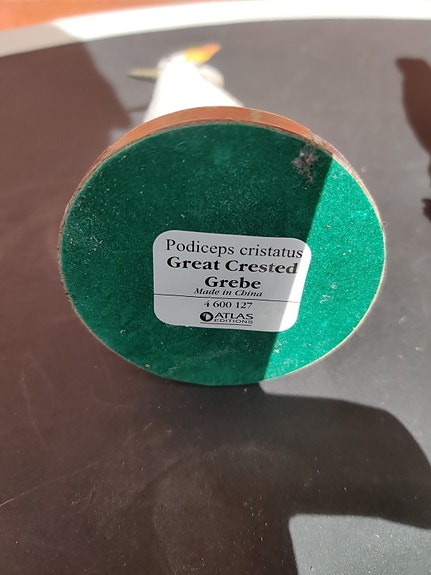 Podiceps cristatus
Great Crested
Grebe
Made in China
4 600 127
ATLAS
EDITIONS